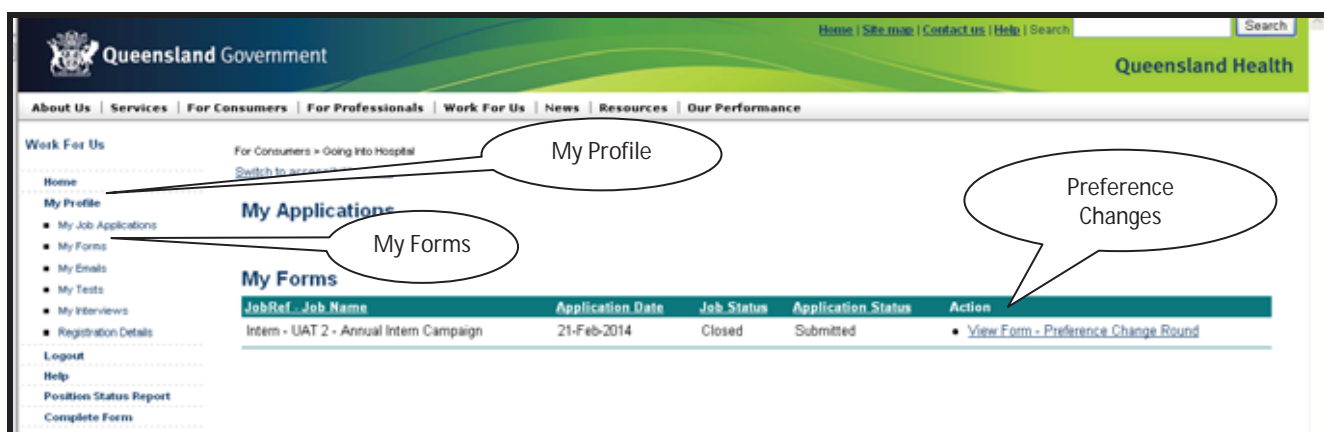 Home | Site map | Contact us | Help | Search
Search
Queensland Government
Queensland Health
About Us | Services | For Consumers | For Professionals | Work For Us | News | Resources | Our Performance
Work For Us
For Consumers > Going Into Hospital
My Profile
Switch to
Home
Preference
Changes
My Profile
My Applications
My Job Applications
My Forms
My Forms
My Emails
My Forms
My Tests
JobRef - Job Name Application Date Job Status Application Status Action
My Interviews
Intern - UAT 2 - Annual Intern Campaign 21-Feb-2014 Closed Submitted View Form - Preference Change Round
Registration Details
Logout
Help
Position Status Report
Complete Form